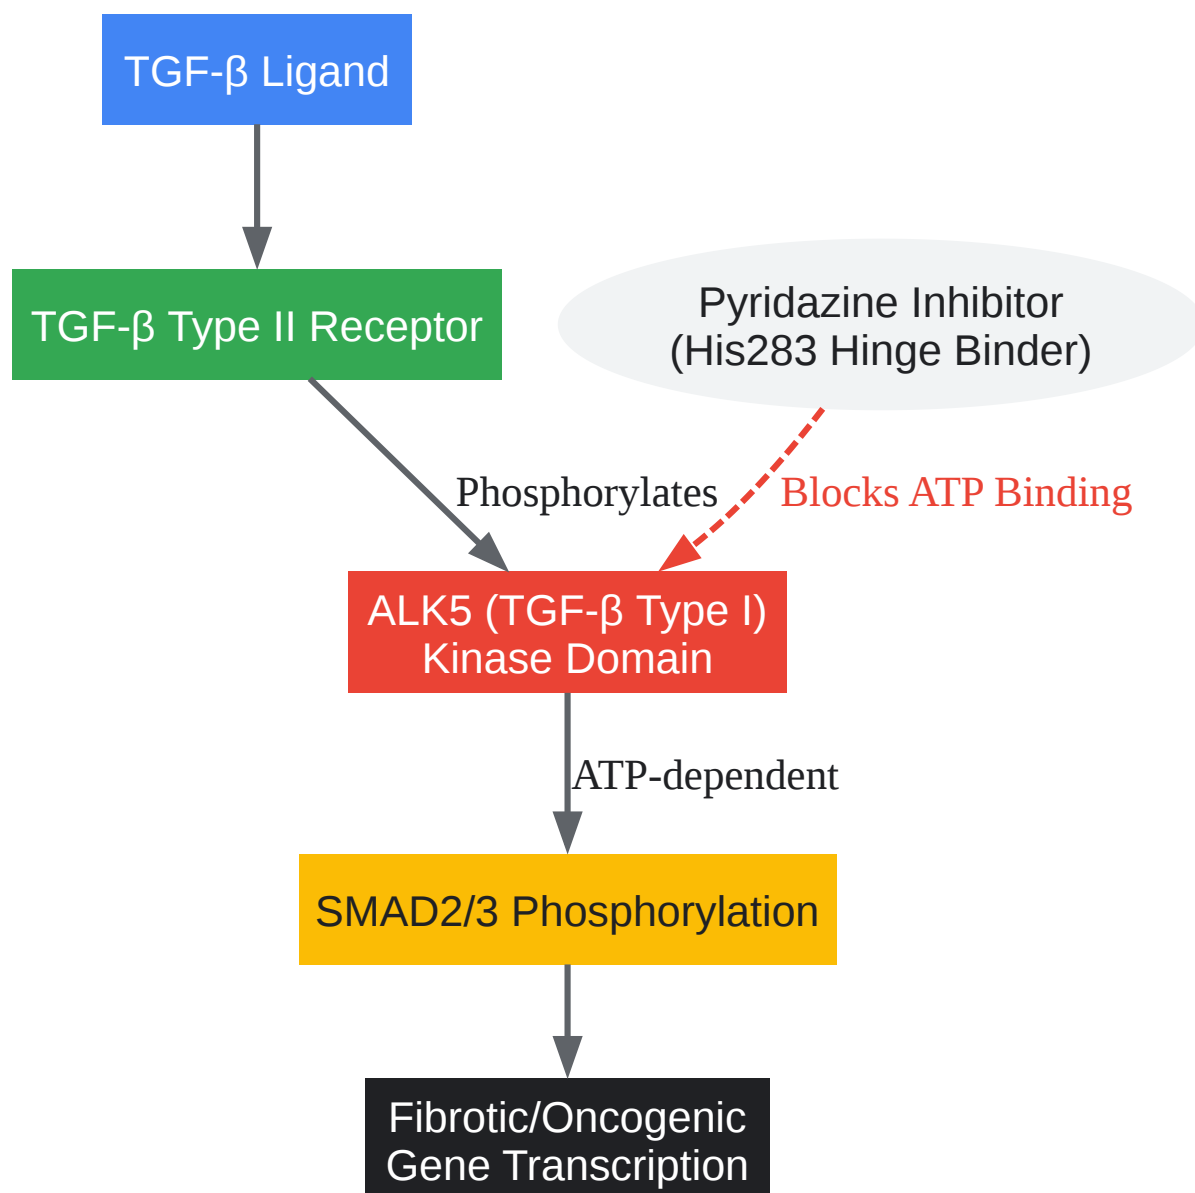 TGF-β Ligand
TGF-β Type II Receptor
Pyridazine Inhibitor
(His283 Hinge Binder)
Phosphorylates
Blocks ATP Binding
ALK5 (TGF-β Type I)
Kinase Domain
ATP-dependent
SMAD2/3 Phosphorylation
Fibrotic/Oncogenic
Gene Transcription